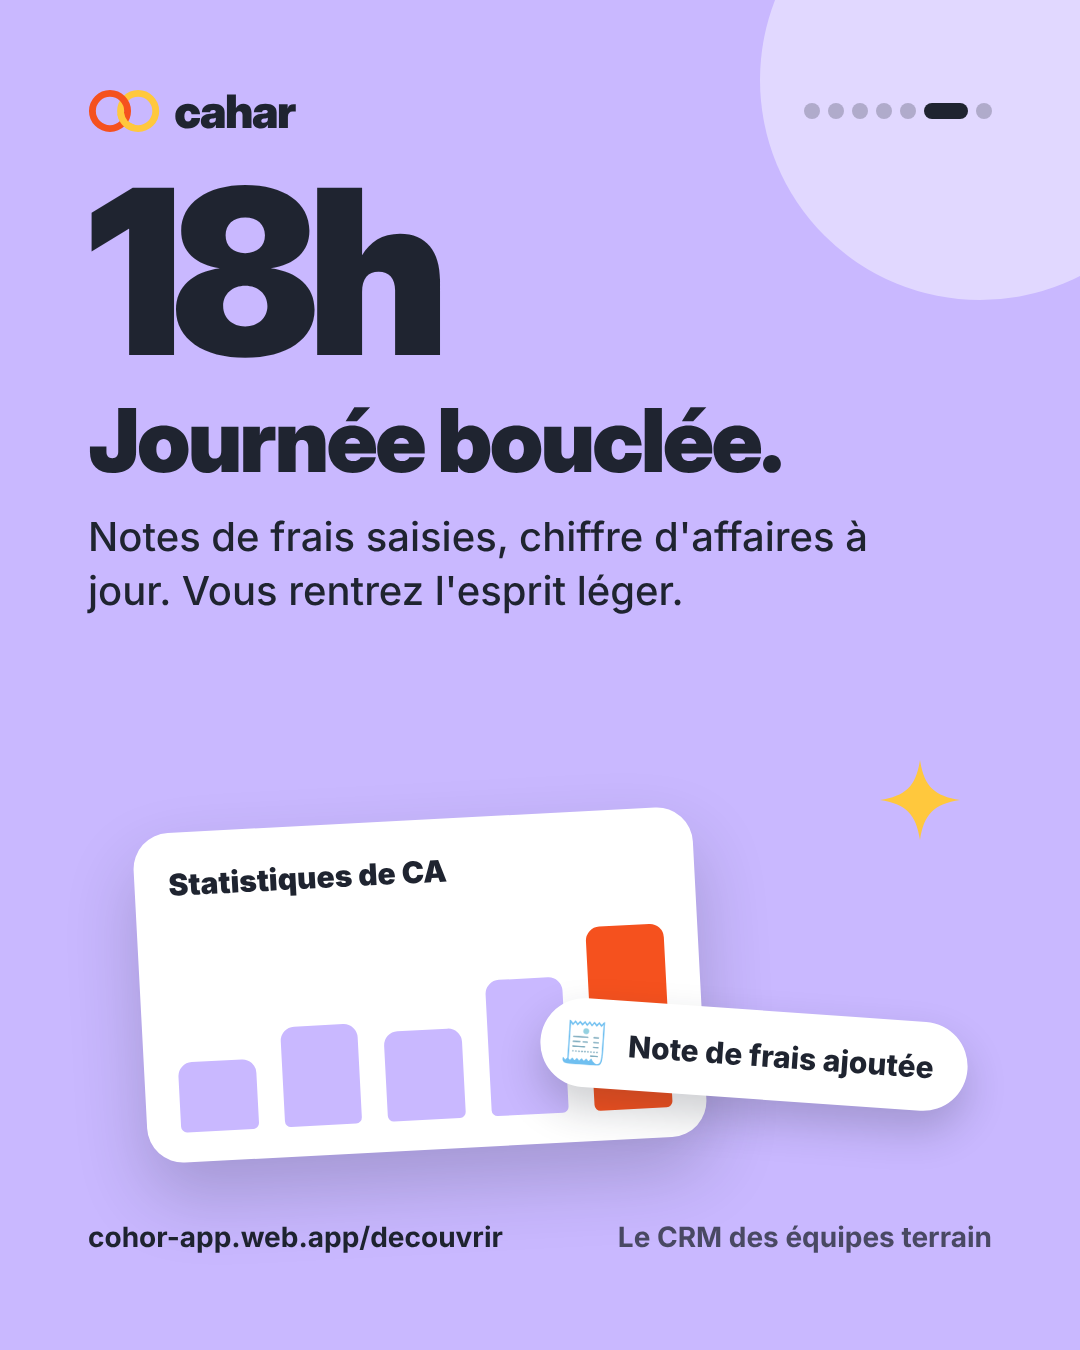 cahar
18h
Journée bouclée.
Notes de frais saisies, chiffre d'affaires à
jour. Vous rentrez l'esprit léger.
Statistiques de CA
Note de frais ajoutée
cohor-app.web.app/decouvrir
Le CRM des équipes terrain